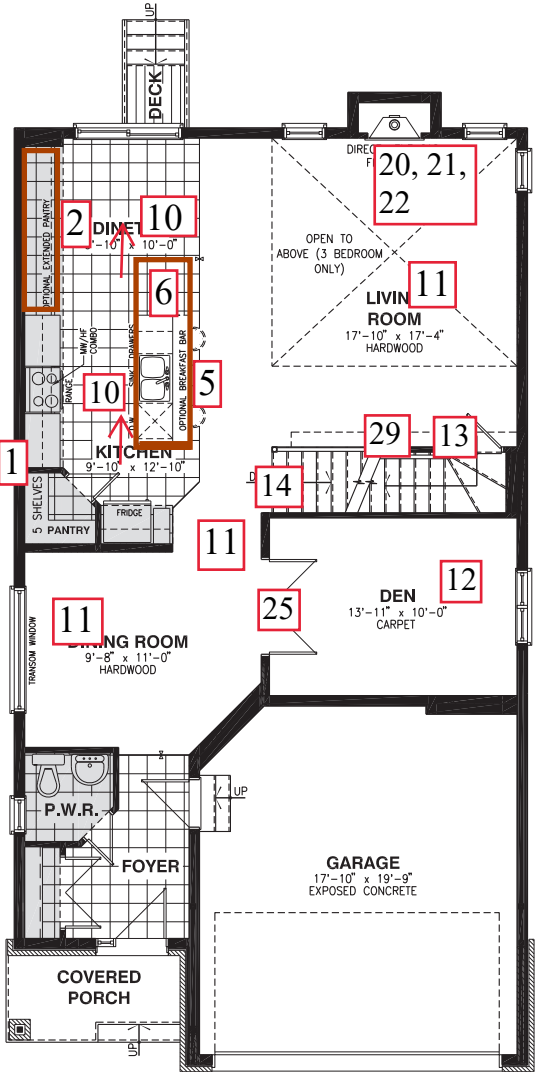 UP
DECK
DIREC
F
20, 21,
22
OPTIONAL EXTENDED PANTRY
2
DINET
10
'-10" x 10'-0"
OPEN TO
ABOVE (3 BEDROOM
ONLY)
6
11
LIVIN
ROOM
17'-10" x 17'-4"
HARDWOOD
MW/HF
COMBO
RANGE
DRAWERS
SINK
OPTIONAL BREAKFAST BAR
5
10
KITCHEN
9'-10" x 12'-10"
1
29
13
14
D
5 SHELVES
PANTRY
FRIDGE
11
25
12
DEN
13'-11" x 10'-0"
CARPET
TRANSOM WINDOW
11
DINING ROOM
9'-8" x 11'-0"
HARDWOOD
P.W.R.
UP
FOYER
GARAGE
17'-10" x 19'-9"
EXPOSED CONCRETE
COVERED
PORCH
UP